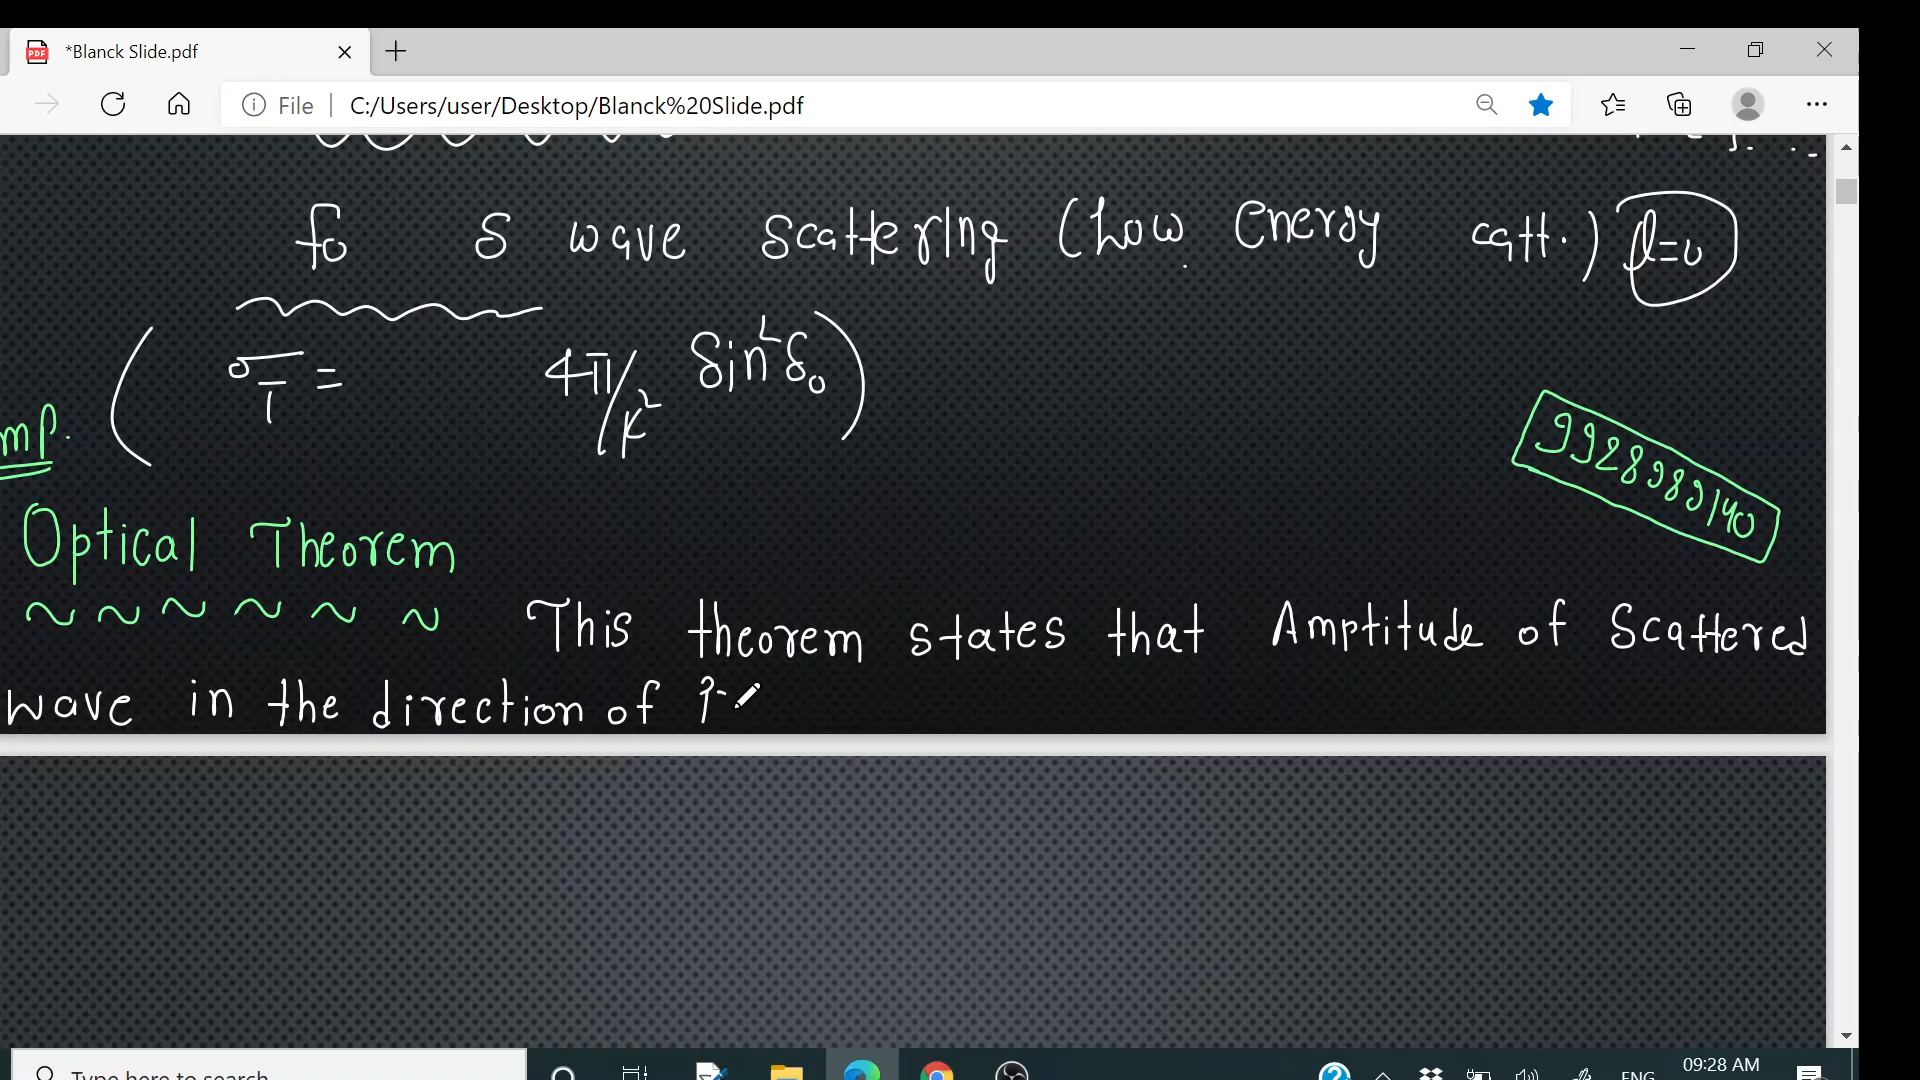 *Blanck Slide.pdf
File | C:/Users/user/Desktop/Blanck%20Slide.pdf
fo S wave scattering (Low Energy catt.) l=0
σT = 4π/k² Sin²δ0
mp.
9928989140
Optical Theorem
This theorem states that Amptitude of Scattered
wave in the direction of
Type here to search
ENG
09:28 AM